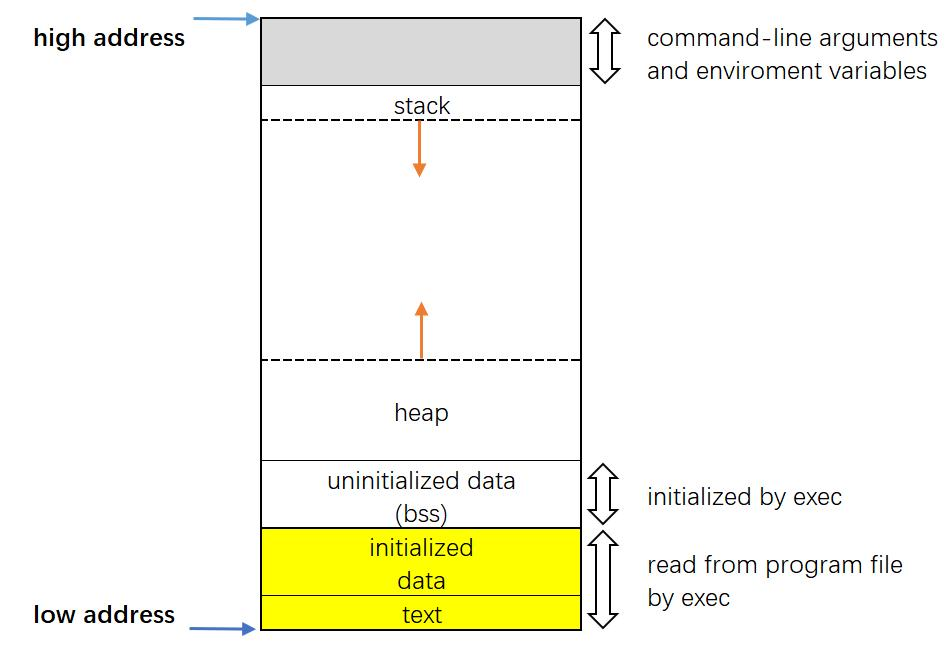 high address
command-line arguments
and enviroment variables
stack
heap
uninitialized data
(bss)
initialized by exec
initialized
data
read from program file
by exec
low address
text